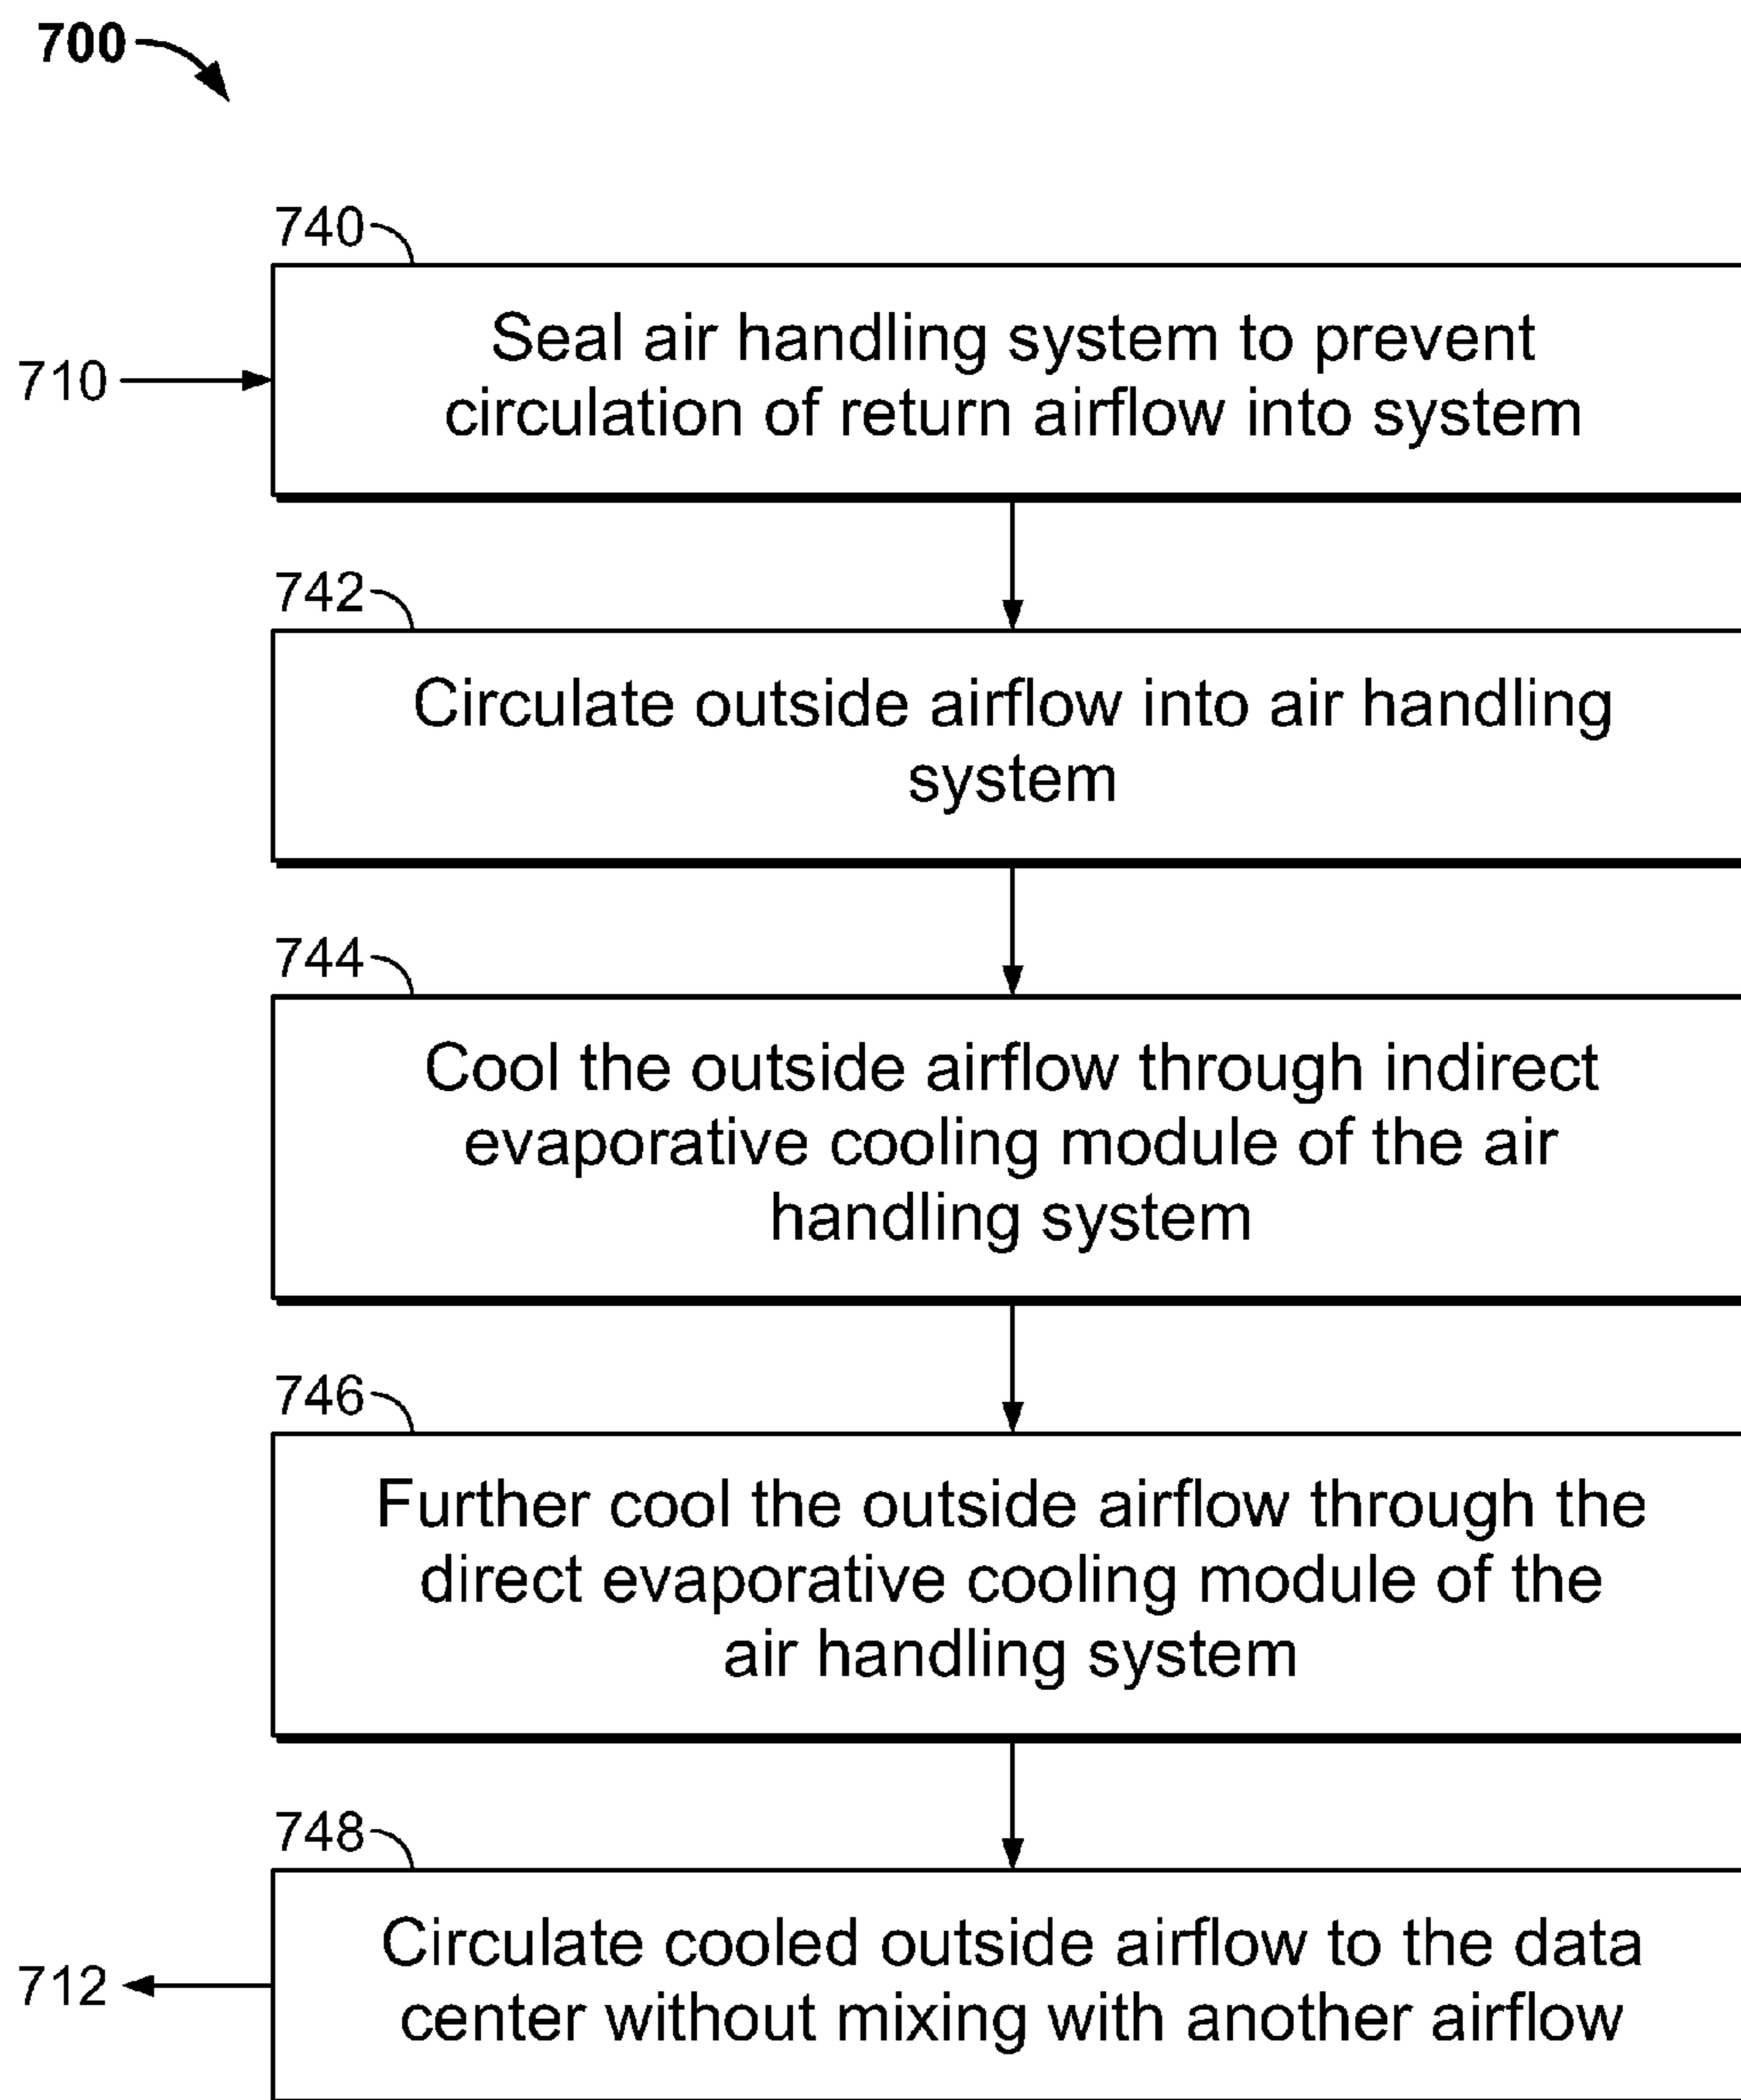 700
740
Seal air handling system to prevent
710
circulation of return airflow into system
742
Circulate outside airflow into air handling
system
744
Cool the outside airflow through indirect
evaporative cooling module of the air
handling system
746
Further cool the outside airflow through the
direct evaporative cooling module of the
air handling system
748
Circulate cooled outside airflow to the data
712
center without mixing with another airflow